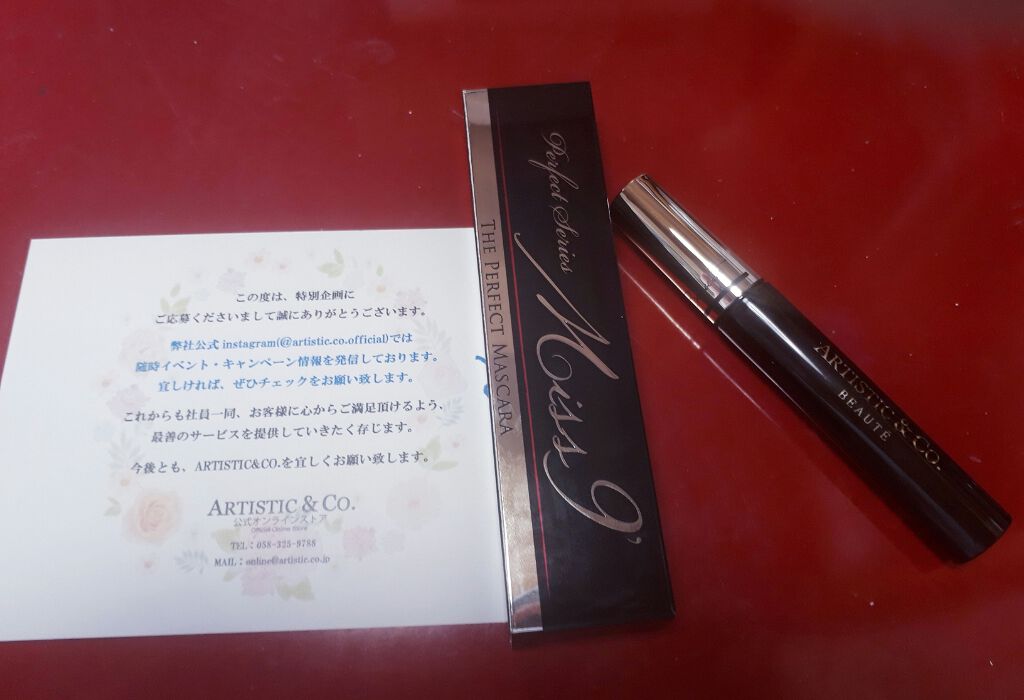 この度は、特別企画に
ご応募くださいまして誠にありがとうございます。
弊社公式 instagram(@artistic.co.official)では
随時イベント・キャンペーン情報を発信しております。
宜しければ、ぜひチェックをお願い致します。
これからも社員一同、お客様に心からご満足頂けるよう、
最善のサービスを提供していきたく存じます。
今後とも、ARTISTIC&CO.を宜しくお願い致します。
ARTISTIC & CO.
公式オンラインストア
Official Online Store
TEL：058-325-9788
MAIL：online@artistic.co.jp
Perfect Series
Miss 9'
THE PERFECT MASCARA
ARTISTIC & CO.
BEAUTÉ